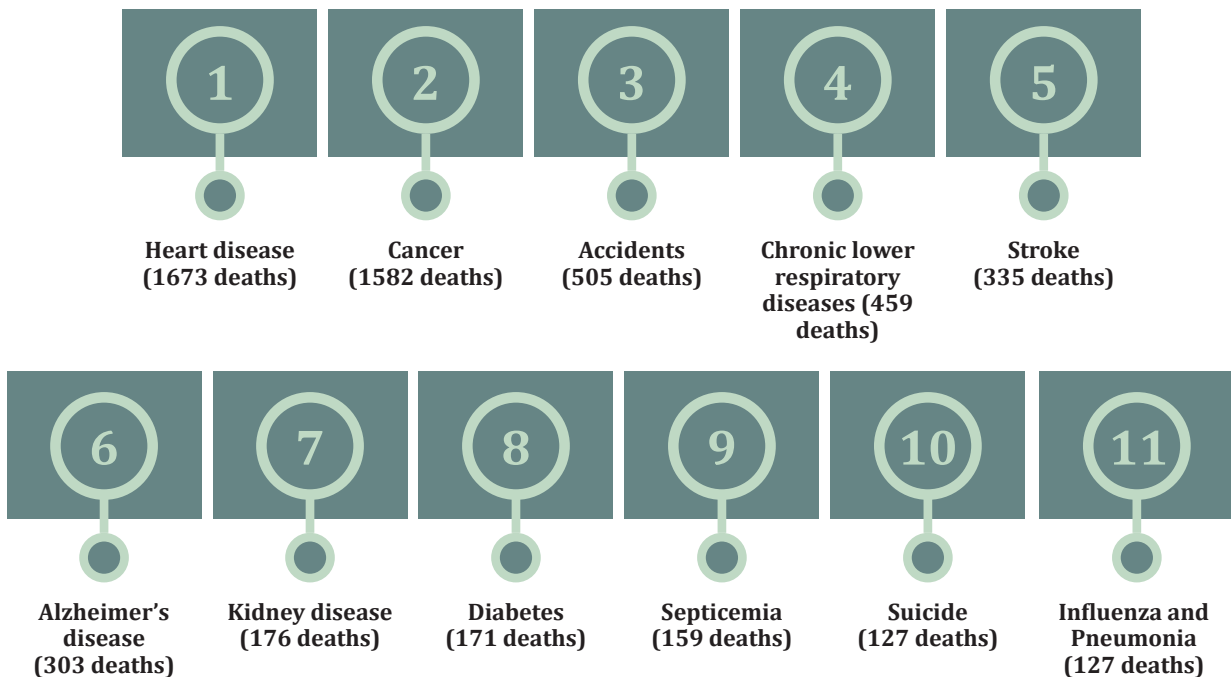 1
2
3
4
5
Heart disease
(1673 deaths)
Cancer
(1582 deaths)
Accidents
(505 deaths)
Chronic lower
respiratory
diseases (459
deaths)
Stroke
(335 deaths)
6
7
8
9
10
11
Alzheimer’s
disease
(303 deaths)
Kidney disease
(176 deaths)
Diabetes
(171 deaths)
Septicemia
(159 deaths)
Suicide
(127 deaths)
Influenza and
Pneumonia
(127 deaths)